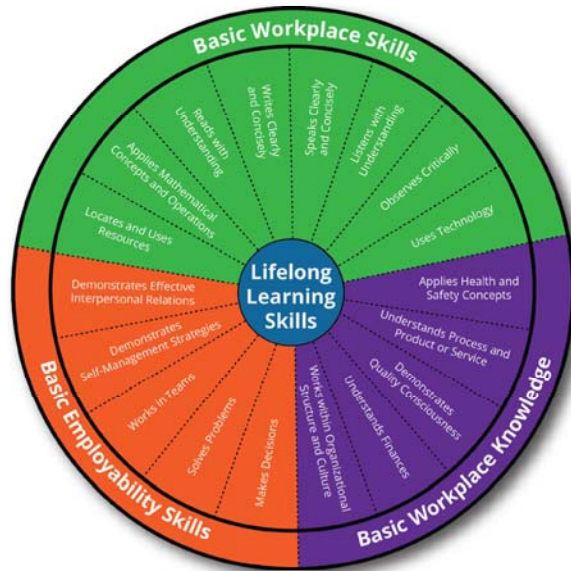 Basic Workplace Skills
Locates and Uses
Resources
Applies Mathematical
Concepts and Operations
Reads with
Understanding
Writes Clearly
and Concisely
Speaks Clearly
and Concisely
Listens with
Understanding
Observes Critically
Uses Technology
Lifelong
Learning
Skills
Basic Workplace Knowledge
Applies Health and
Safety Concepts
Understands Process and
Product or Service
Demonstrates
Quality Consciousness
Understands Finances
Works within Organizational
Structure and Culture
Basic Employability Skills
Demonstrates Effective
Interpersonal Relations
Demonstrates
Self-Management Strategies
Works in Teams
Solves Problems
Makes Decisions